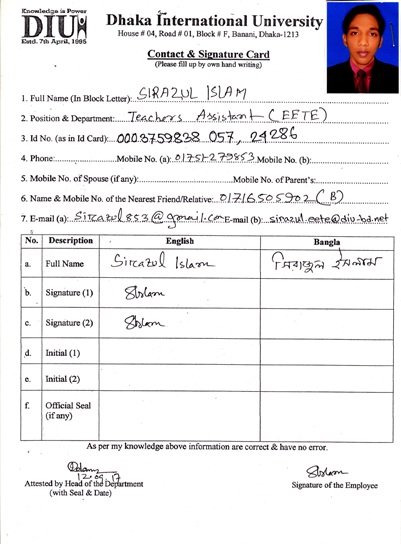 Knowledge is Power
DIU
Estd. 7th April, 1995
Dhaka International University
House # 04, Road # 01, Block # F, Banani, Dhaka-1213
Contact & Signature Card
(Please fill up by own hand writing)
1. Full Name (In Block Letter): SIRAZUL ISLAM
2. Position & Department: Teachers Assistant (EETE)
3. Id No. (as in Id Card): 0003759838 057, 24286
4. Phone: Mobile No. (a): 01751-279853 Mobile No. (b):
5. Mobile No. of Spouse (if any): Mobile No. of Parent's:
6. Name & Mobile No. of the Nearest Friend/Relative: 01716505902 (B)
7. E-mail (a): Sirazul853@gmail.com E-mail (b): sirazul.eete@diu-bd.net
No. Description English Bangla
a. Full Name Sirazul Islam সিরাজুল ইসলাম
b. Signature (1) SIslam
c. Signature (2) SIslam
d. Initial (1)
e. Initial (2)
f. Official Seal
(if any)
As per my knowledge above information are correct & have no error.
12.09.17
SIslam
Attested by Head of the Department Signature of the Employee
(with Seal & Date)